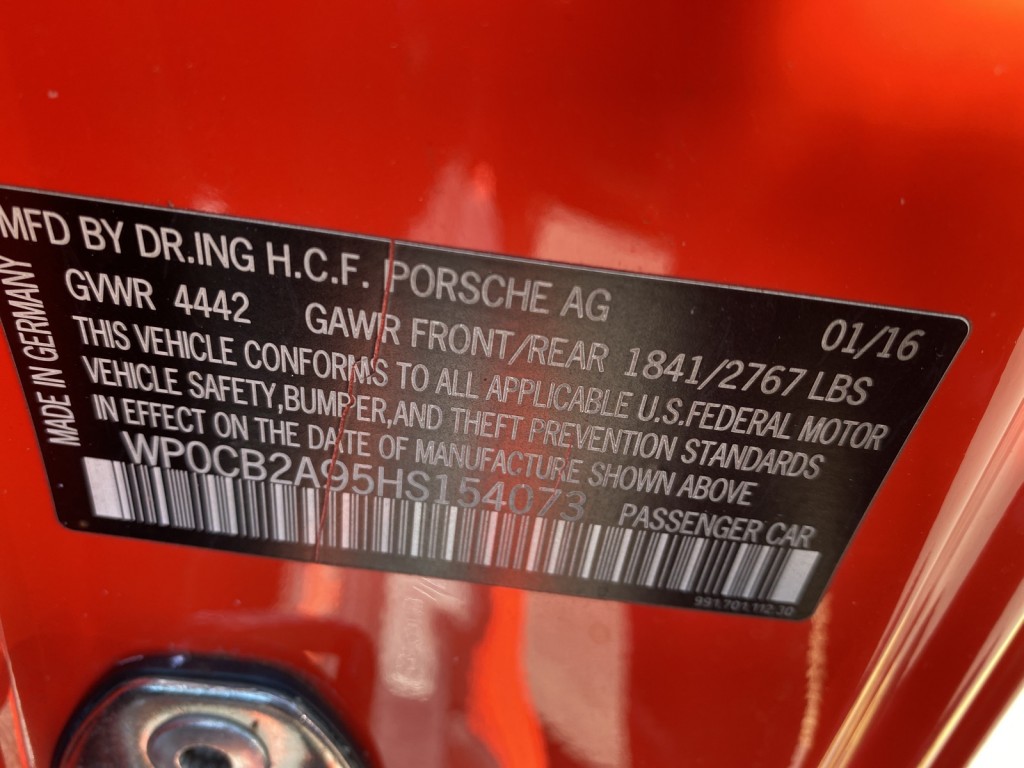 MFD BY DR.ING H.C.F. PORSCHE AG
01/16
GVWR 4442 GAWR FRONT/REAR 1841/2767 LBS
THIS VEHICLE CONFORMS TO ALL APPLICABLE U.S.FEDERAL MOTOR
VEHICLE SAFETY,BUMPER,AND THEFT PREVENTION STANDARDS
IN EFFECT ON THE DATE OF MANUFACTURE SHOWN ABOVE
WP0CB2A95HS154073 PASSENGER CAR
991.701.112.30
MADE IN GERMANY